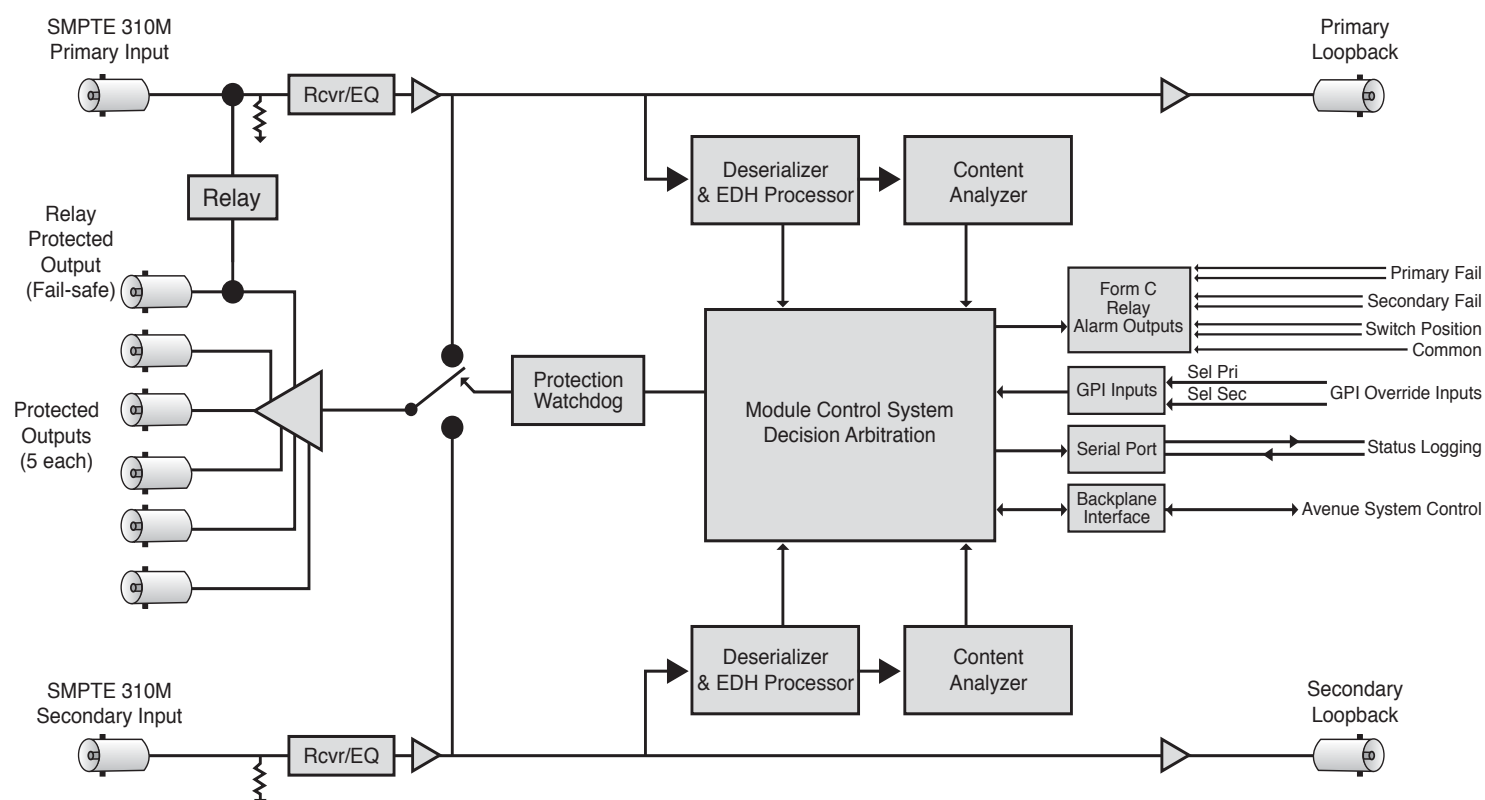 SMPTE 310M
Primary Input
Primary
Loopback
Rcvr/EQ
Deserializer
& EDH Processor
Content
Analyzer
Relay
Relay
Protected
Output
(Fail-safe)
Form C
Relay
Alarm Outputs
Primary Fail
Secondary Fail
Switch Position
Common
Protection
Watchdog
Module Control System
Decision Arbitration
GPI Inputs
Sel Pri
Sel Sec
GPI Override Inputs
Protected
Outputs
(5 each)
Serial Port
Status Logging
Backplane
Interface
Avenue System Control
Deserializer
& EDH Processor
Content
Analyzer
SMPTE 310M
Secondary Input
Secondary
Loopback
Rcvr/EQ